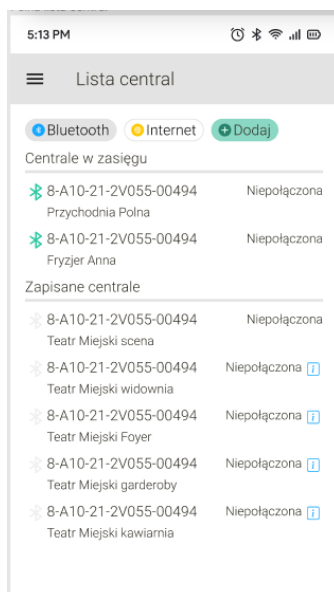 5:13 PM
Lista central
Bluetooth Internet Dodaj
Centrale w zasięgu
8-A10-21-2V055-00494 Niepołączona
Przychodnia Polna
8-A10-21-2V055-00494 Niepołączona
Fryzjer Anna
Zapisane centrale
8-A10-21-2V055-00494 Niepołączona
Teatr Miejski scena
8-A10-21-2V055-00494 Niepołączona i
Teatr Miejski widownia
8-A10-21-2V055-00494 Niepołączona i
Teatr Miejski Foyer
8-A10-21-2V055-00494 Niepołączona i
Teatr Miejski garderoby
8-A10-21-2V055-00494 Niepołączona i
Teatr Miejski kawiarnia